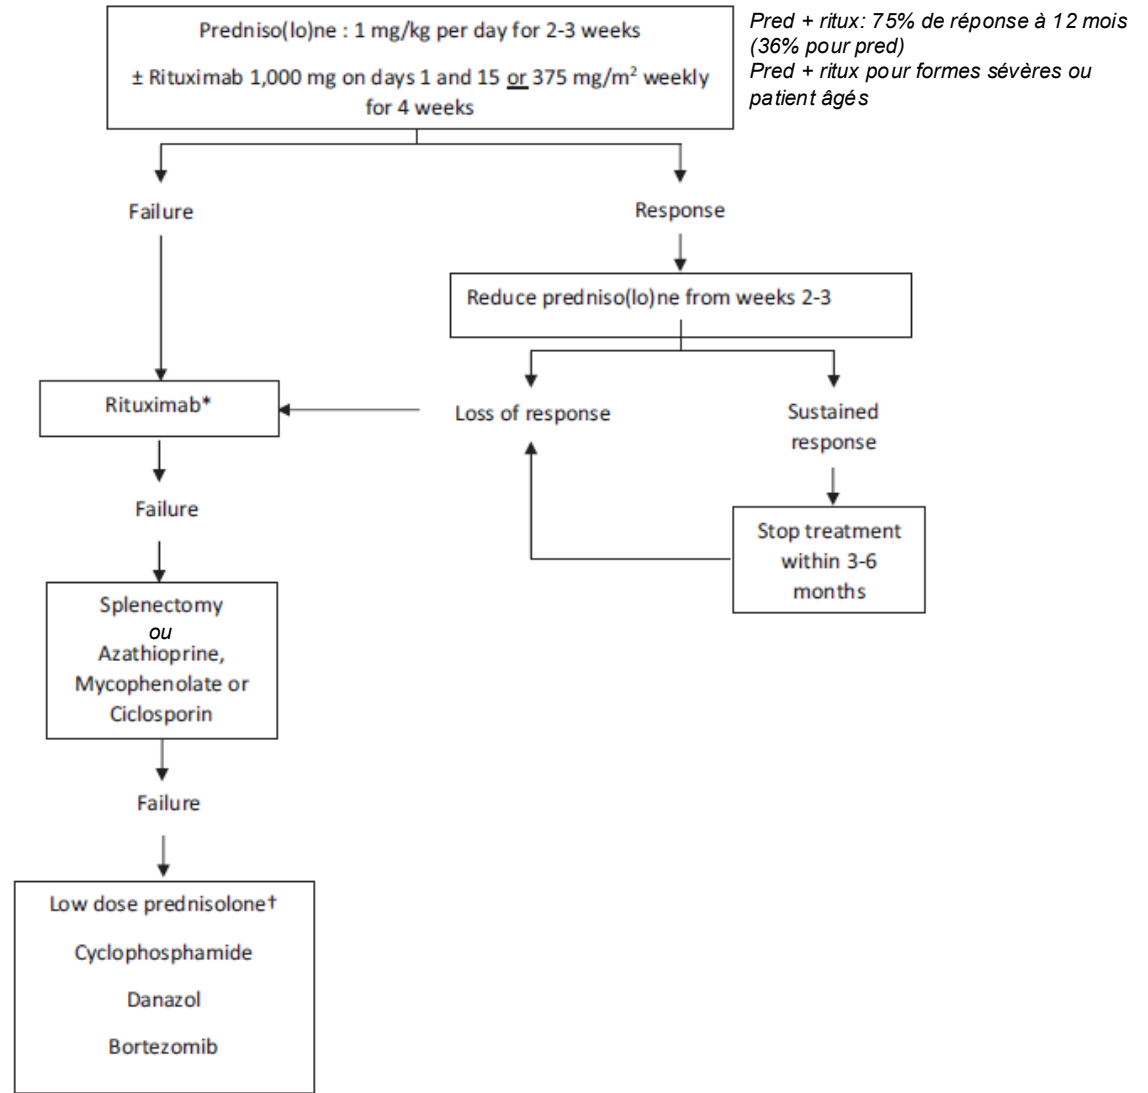 Predniso(lo)ne : 1 mg/kg per day for 2-3 weeks
± Rituximab 1,000 mg on days 1 and 15 or 375 mg/m² weekly
for 4 weeks
Pred + ritux: 75% de réponse à 12 mois
(36% pour pred)
Pred + ritux pour formes sévères ou
patient âgés
Failure
Response
Reduce predniso(lo)ne from weeks 2-3
Rituximab*
Loss of response
Sustained
response
Failure
Stop treatment
within 3-6
months
Splenectomy
ou
Azathioprine,
Mycophenolate or
Ciclosporin
Failure
Low dose prednisolone†
Cyclophosphamide
Danazol
Bortezomib